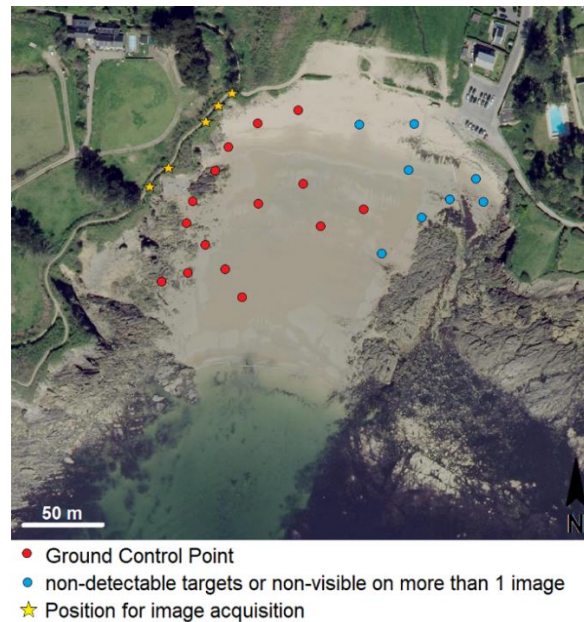 50 m
N
Ground Control Point
non-detectable targets or non-visible on more than 1 image
Position for image acquisition